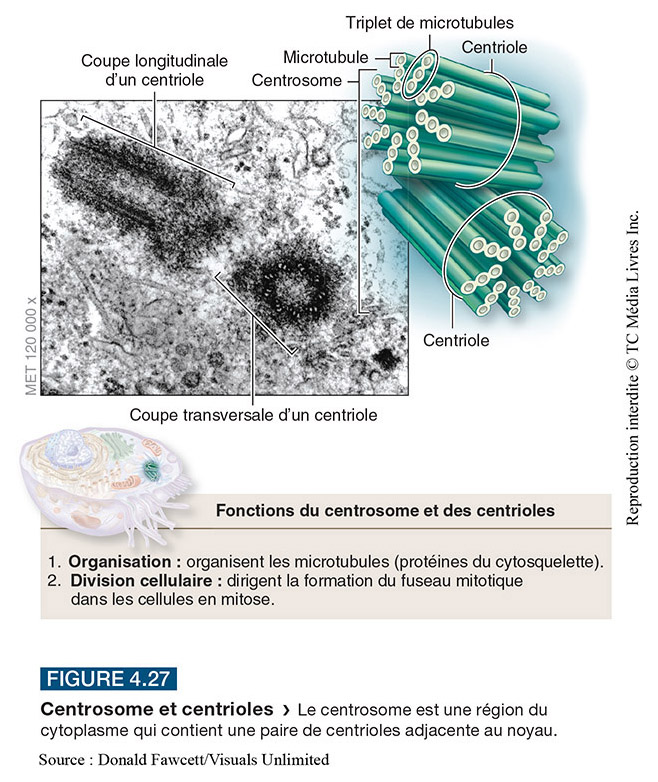 Triplet de microtubules
Microtubule
Centriole
Coupe longitudinale
d’un centriole
Centrosome
Centriole
MET 120 000 x
Coupe transversale d’un centriole
Reproduction interdite © TC Média Livres Inc.
Fonctions du centrosome et des centrioles
1. Organisation : organisent les microtubules (protéines du cytosquelette).
2. Division cellulaire : dirigent la formation du fuseau mitotique
dans les cellules en mitose.
FIGURE 4.27
Centrosome et centrioles › Le centrosome est une région du
cytoplasme qui contient une paire de centrioles adjacente au noyau.
Source : Donald Fawcett/Visuals Unlimited